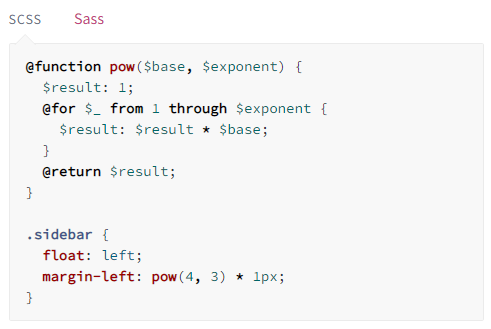 SCSS Sass
@function pow($base, $exponent) {
  $result: 1;
  @for $_ from 1 through $exponent {
    $result: $result * $base;
  }
  @return $result;
}

.sidebar {
  float: left;
  margin-left: pow(4, 3) * 1px;
}